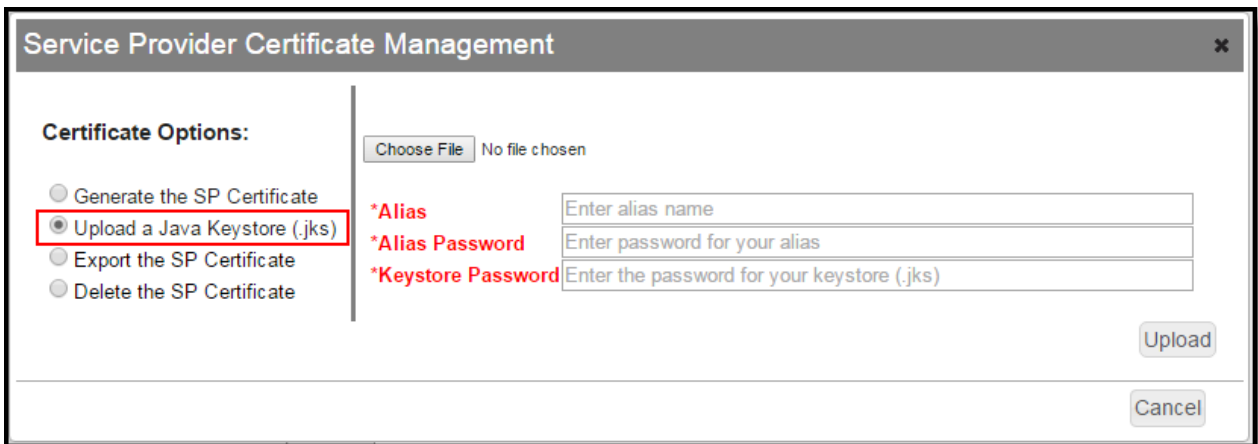 Service Provider Certificate Management
Certificate Options:
Generate the SP Certificate
Upload a Java Keystore (.jks)
Export the SP Certificate
Delete the SP Certificate
Choose File No file chosen
*Alias Enter alias name
*Alias Password Enter password for your alias
*Keystore Password Enter the password for your keystore (.jks)
Upload
Cancel